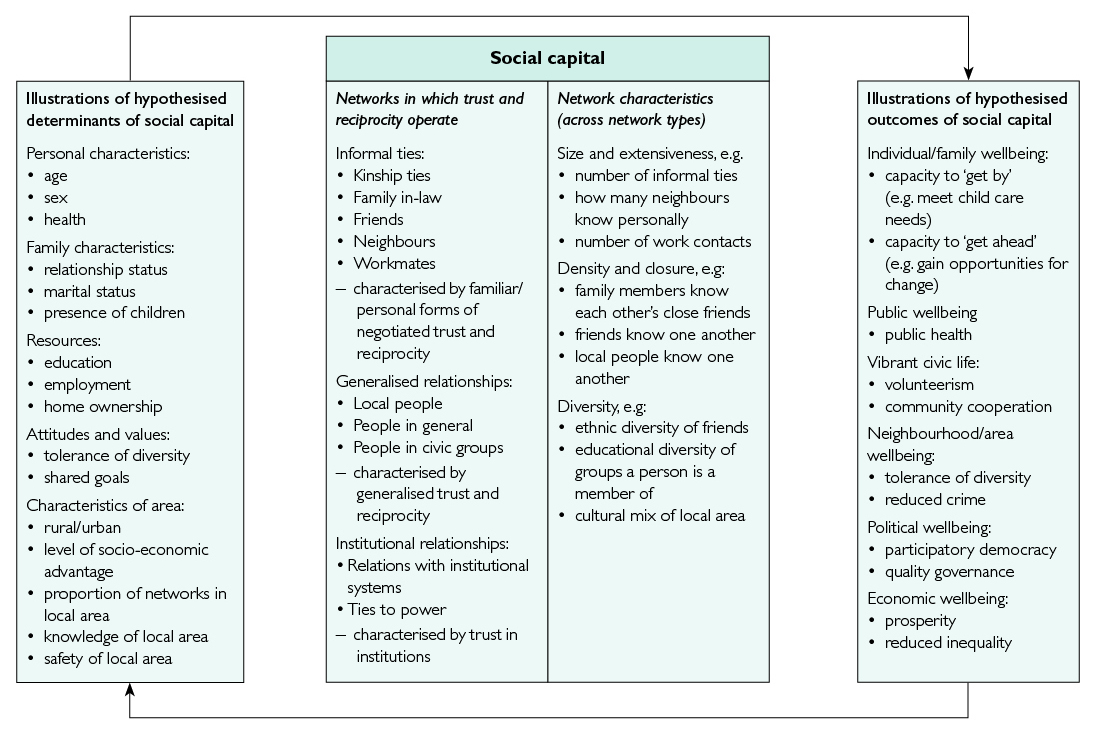 Social capital
Illustrations of hypothesised
determinants of social capital
Personal characteristics:
• age
• sex
• health
Family characteristics:
• relationship status
• marital status
• presence of children
Resources:
• education
• employment
• home ownership
Attitudes and values:
• tolerance of diversity
• shared goals
Characteristics of area:
• rural/urban
• level of socio-economic
advantage
• proportion of networks in
local area
• knowledge of local area
• safety of local area
Networks in which trust and
reciprocity operate
Informal ties:
• Kinship ties
• Family in-law
• Friends
• Neighbours
• Workmates
– characterised by familiar/
personal forms of
negotiated trust and
reciprocity
Generalised relationships:
• Local people
• People in general
• People in civic groups
– characterised by
generalised trust and
reciprocity
Institutional relationships:
• Relations with institutional
systems
• Ties to power
– characterised by trust in
institutions
Network characteristics
(across network types)
Size and extensiveness, e.g.
• number of informal ties
• how many neighbours
know personally
• number of work contacts
Density and closure, e.g:
• family members know
each other’s close friends
• friends know one another
• local people know one
another
Diversity, e.g:
• ethnic diversity of friends
• educational diversity of
groups a person is a
member of
• cultural mix of local area
Illustrations of hypothesised
outcomes of social capital
Individual/family wellbeing:
• capacity to ‘get by’
(e.g. meet child care
needs)
• capacity to ‘get ahead’
(e.g. gain opportunities for
change)
Public wellbeing
• public health
Vibrant civic life:
• volunteerism
• community cooperation
Neighbourhood/area
wellbeing:
• tolerance of diversity
• reduced crime
Political wellbeing:
• participatory democracy
• quality governance
Economic wellbeing:
• prosperity
• reduced inequality